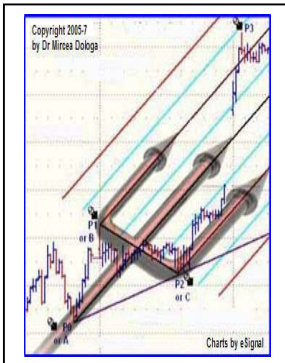 Copyright 2005-7
by Dr Mircea Dologa
P3
P1
or B
P2
or C
P0
or A
Charts by eSignal